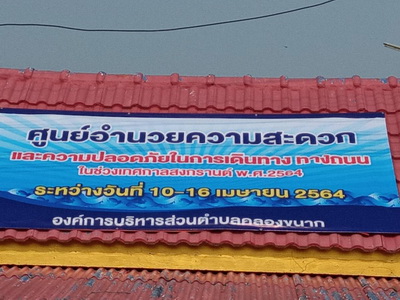 ศูนย์อำนวยความสะดวก
และความปลอดภัยในการเดินทาง ทางถนน
ในช่วงเทศกาลสงกรานต์ พ.ศ.2564
ระหว่างวันที่ 10-16 เมษายน 2564
องค์การบริหารส่วนตำบลคลองขนาก